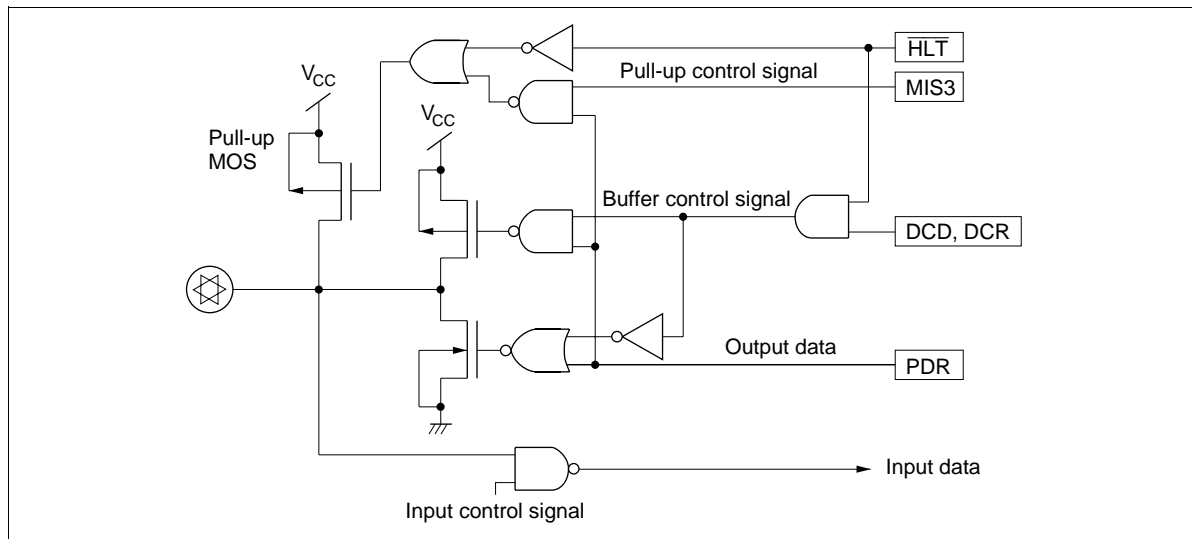 HLT
Pull-up control signal
MIS3
VCC
VCC
Pull-up
MOS
Buffer control signal
DCD, DCR
Output data
PDR
Input data
Input control signal